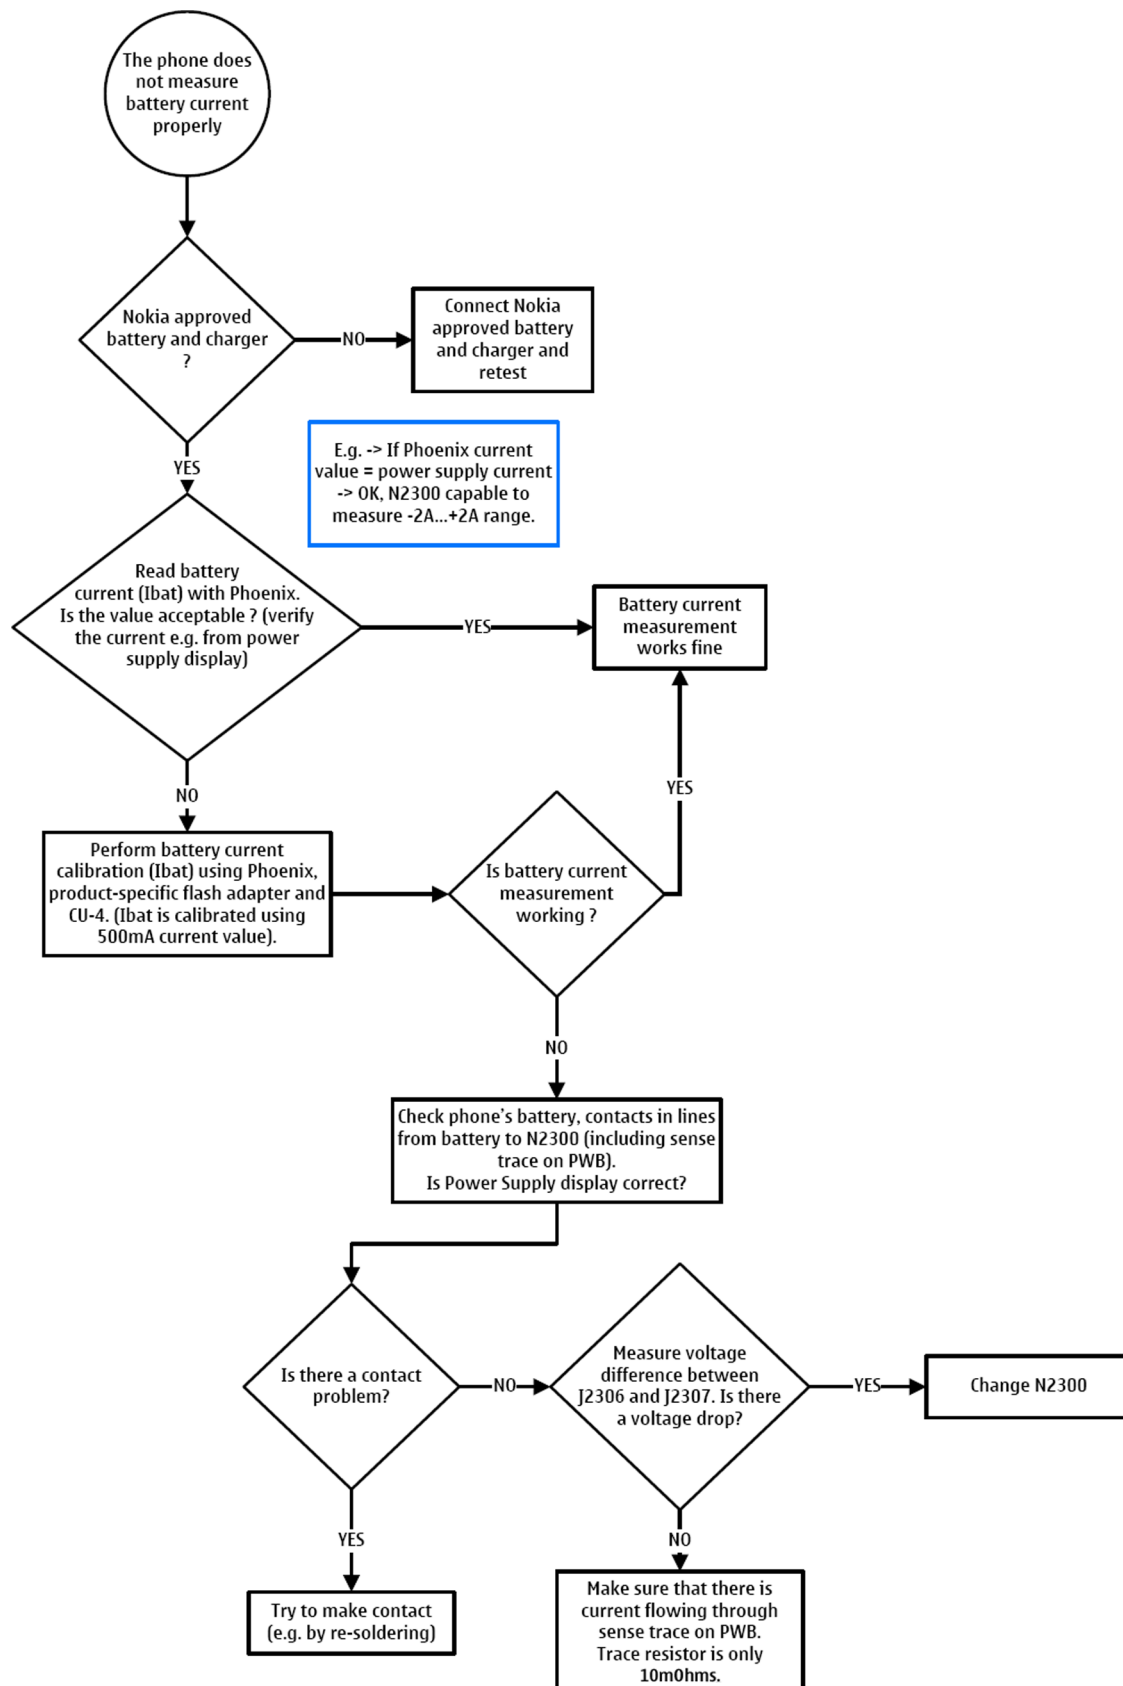 The phone does
not measure
battery current
properly
Nokia approved
battery and charger
?
NO
Connect Nokia
approved battery
and charger and
retest
YES
E.g. -> If Phoenix current
value = power supply current
-> OK, N2300 capable to
measure -2A...+2A range.
Read battery
current (Ibat) with Phoenix.
Is the value acceptable ? (verify
the current e.g. from power
supply display)
YES
Battery current
measurement
works fine
NO
YES
Perform battery current
calibration (Ibat) using Phoenix,
product-specific flash adapter and
CU-4. (Ibat is calibrated using
500mA current value).
Is battery current
measurement
working ?
NO
Check phone's battery, contacts in lines
from battery to N2300 (including sense
trace on PWB).
Is Power Supply display correct?
Is there a contact
problem?
NO
Measure voltage
difference between
J2306 and J2307. Is there
a voltage drop?
YES
Change N2300
YES
NO
Try to make contact
(e.g. by re-soldering)
Make sure that there is
current flowing through
sense trace on PWB.
Trace resistor is only
10mOhms.